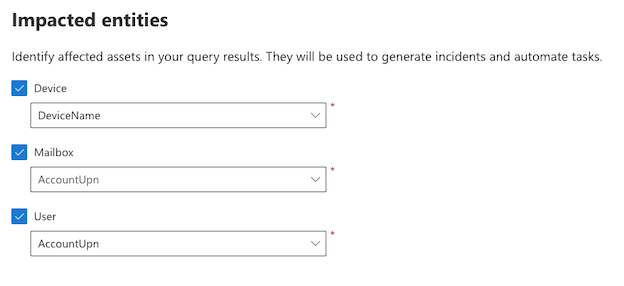 Impacted entities
Identify affected assets in your query results. They will be used to generate incidents and automate tasks.
Device
DeviceName
*
Mailbox
AccountUpn
*
User
AccountUpn
*